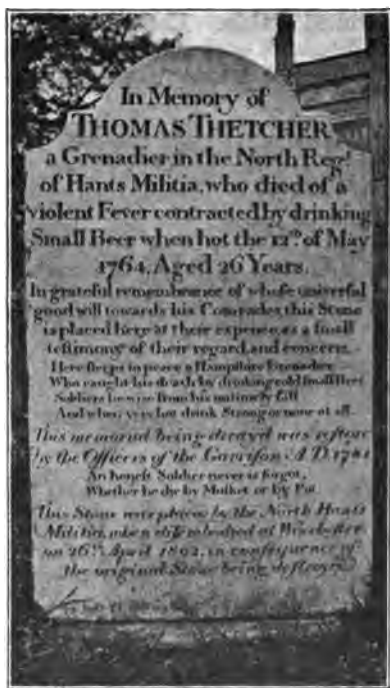 In Memory of
THOMAS THETCHER
a Grenadier in the North Regt.
of Hants Militia, who died of a
violent Fever contracted by drinking
Small Beer when hot the 12th of May
1764. Aged 26 Years.
In grateful remembrance of whose universal
good will towards his Comrades, this Stone
is placed here at their expence, as a small
testimony of their regard and concern.
Here sleeps in peace a Hampshire Grenadier
Who caught his death by drinking cold small Beer
Soldiers be wise from his untimely fall
And when ye're hot drink Strong or none at all.
This memorial being decay'd was restor'd
by the Officers of the Garrison A.D. 1781
An honest Soldier never is forgot,
Whether he die by Musket or by Pot.
This Stone was placed by the North Hants
Militia, when disembodied at Winchester
on 26th April 1802, in consequence of
the original Stone being destroyed